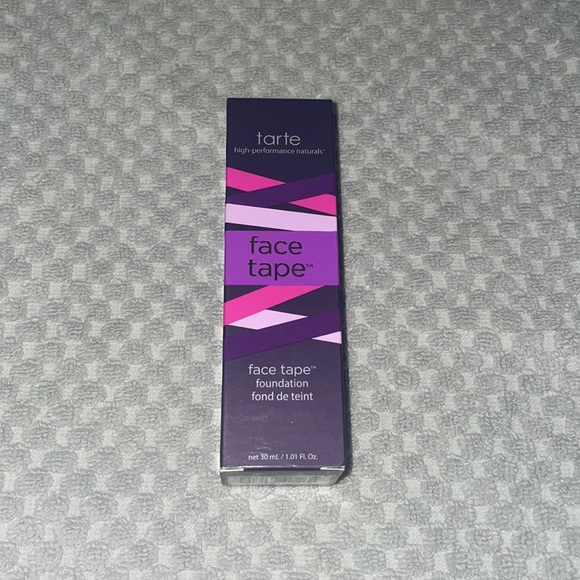 tarte
high-performance naturals™
face
tape™
face tape™
foundation
fond de teint
net 30 mL / 1.01 Fl. Oz.